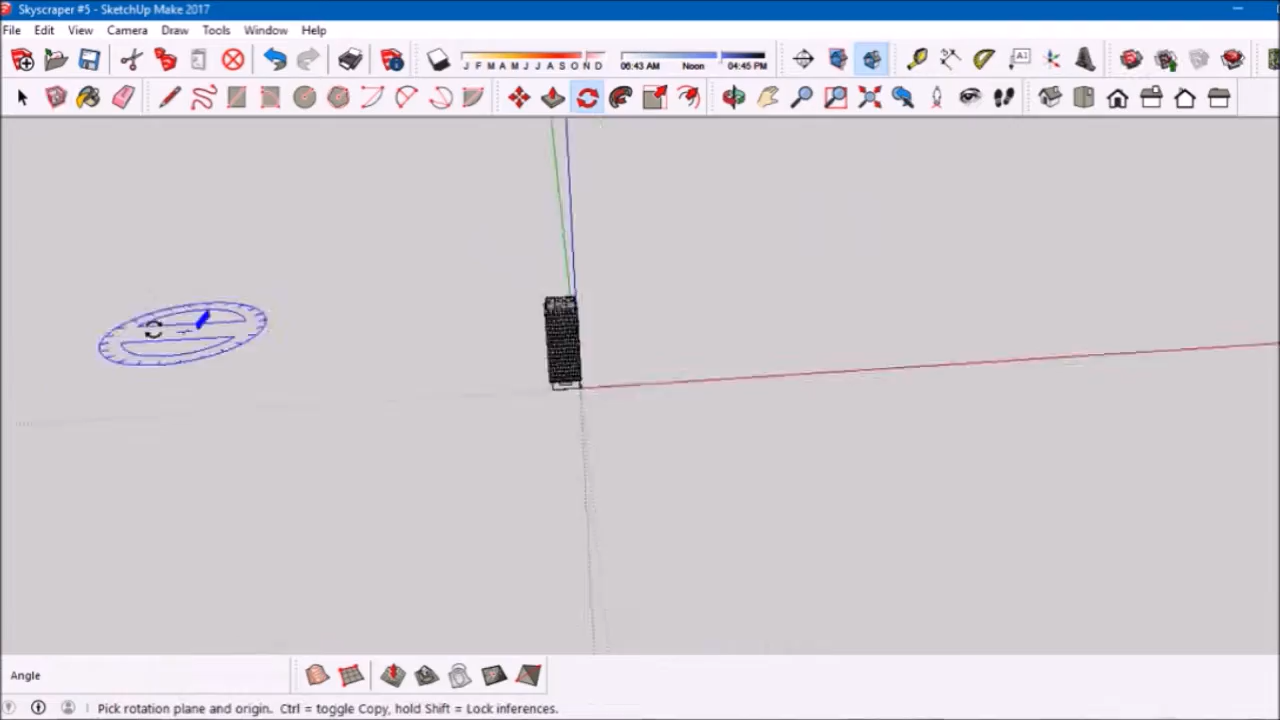 Skyscraper #5 - SketchUp Make 2017
File Edit View Camera Draw Tools Window Help
J F M A M J J A S O N D
06:43 AM Noon 04:45 PM
A1
Angle
Pick rotation plane and origin. Ctrl = toggle Copy, hold Shift = Lock inferences.